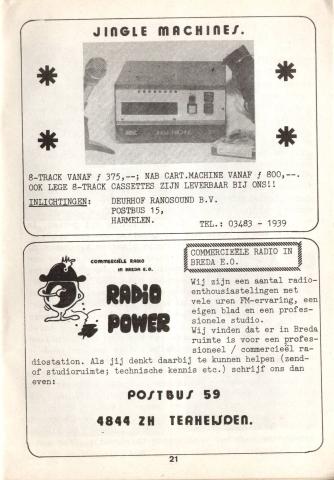 JINGLE MACHINES.
8-TRACK VANAF ƒ 375,--; NAB CART.MACHINE VANAF ƒ 800,--.
OOK LEGE 8-TRACK CASSETTES ZIJN LEVERBAAR BIJ ONS!!
INLICHTINGEN: DEURHOF RANOSOUND B.V.
POSTBUS 15,
HARMELEN. TEL.: 03483 - 1939
COMMERCIËLE RADIO
IN BREDA E.O.
RADIO
POWER
COMMERCIEËLE RADIO IN
BREDA E.O.
Wij zijn een aantal radio-
enthousiastelingen met
vele uren FM-ervaring, een
eigen blad en een profes-
sionele studio.
Wij vinden dat er in Breda
ruimte is voor een profes-
sioneel / commercieël ra-
diostation. Als jij denkt daarbij te kunnen helpen (zend-
of studioruimte; technische kennis etc.) schrijf ons dan
even:
POSTBUS 59
4844 ZH TERHEIJDEN.
21